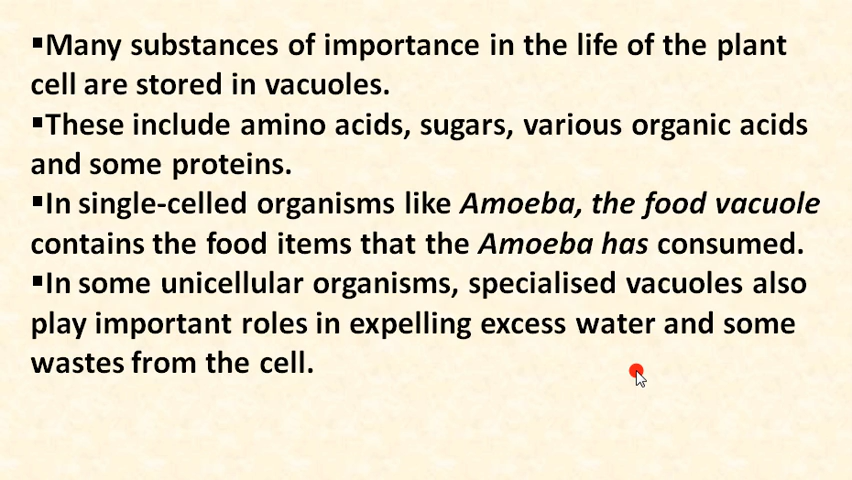 ▪Many substances of importance in the life of the plant
cell are stored in vacuoles.
▪These include amino acids, sugars, various organic acids
and some proteins.
▪In single-celled organisms like Amoeba, the food vacuole
contains the food items that the Amoeba has consumed.
▪In some unicellular organisms, specialised vacuoles also
play important roles in expelling excess water and some
wastes from the cell.